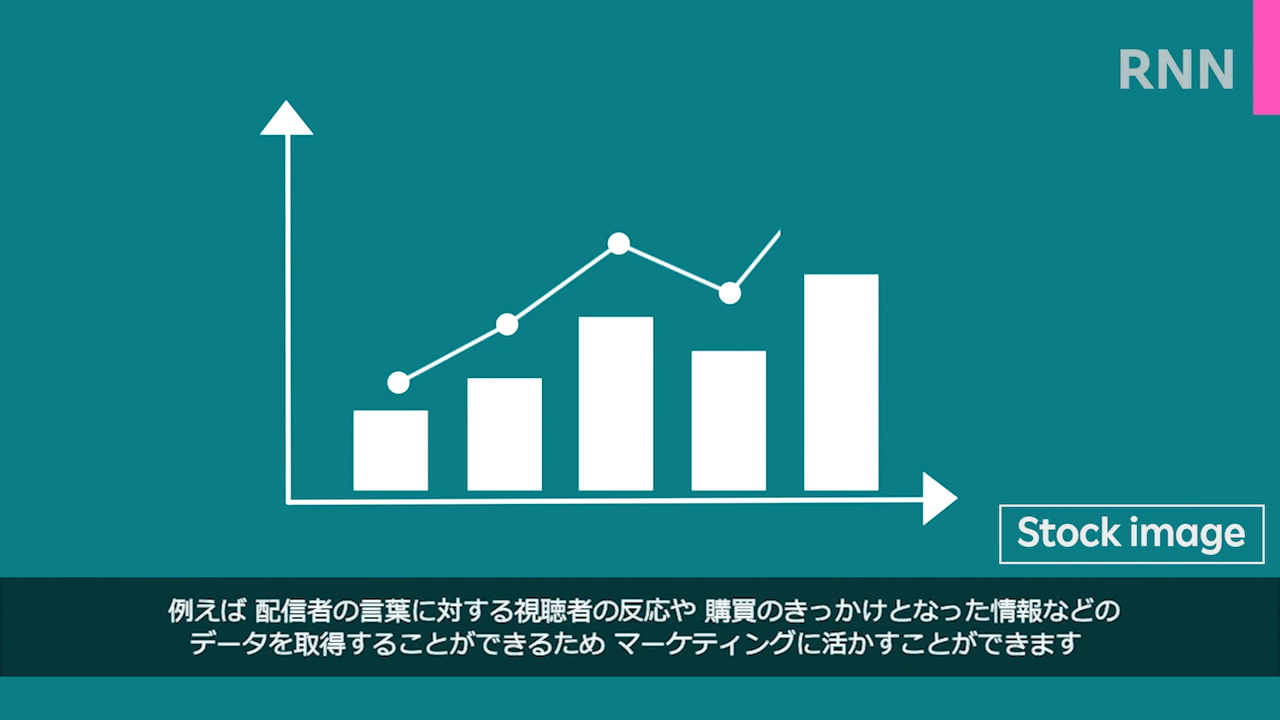 RNN
Stock image
例えば 配信者の言葉に対する視聴者の反応や 購買のきっかけとなった情報などの
データを取得することができるため マーケティングに活かすことができます